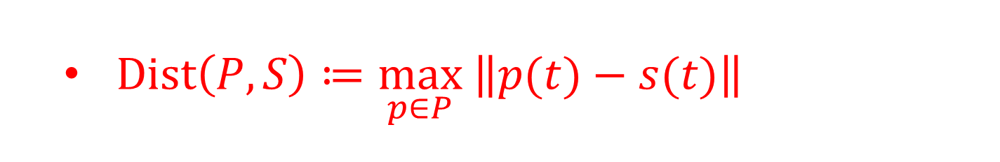 • Dist(P, S) ≔ max ‖p(t) − s(t)‖
p∈P